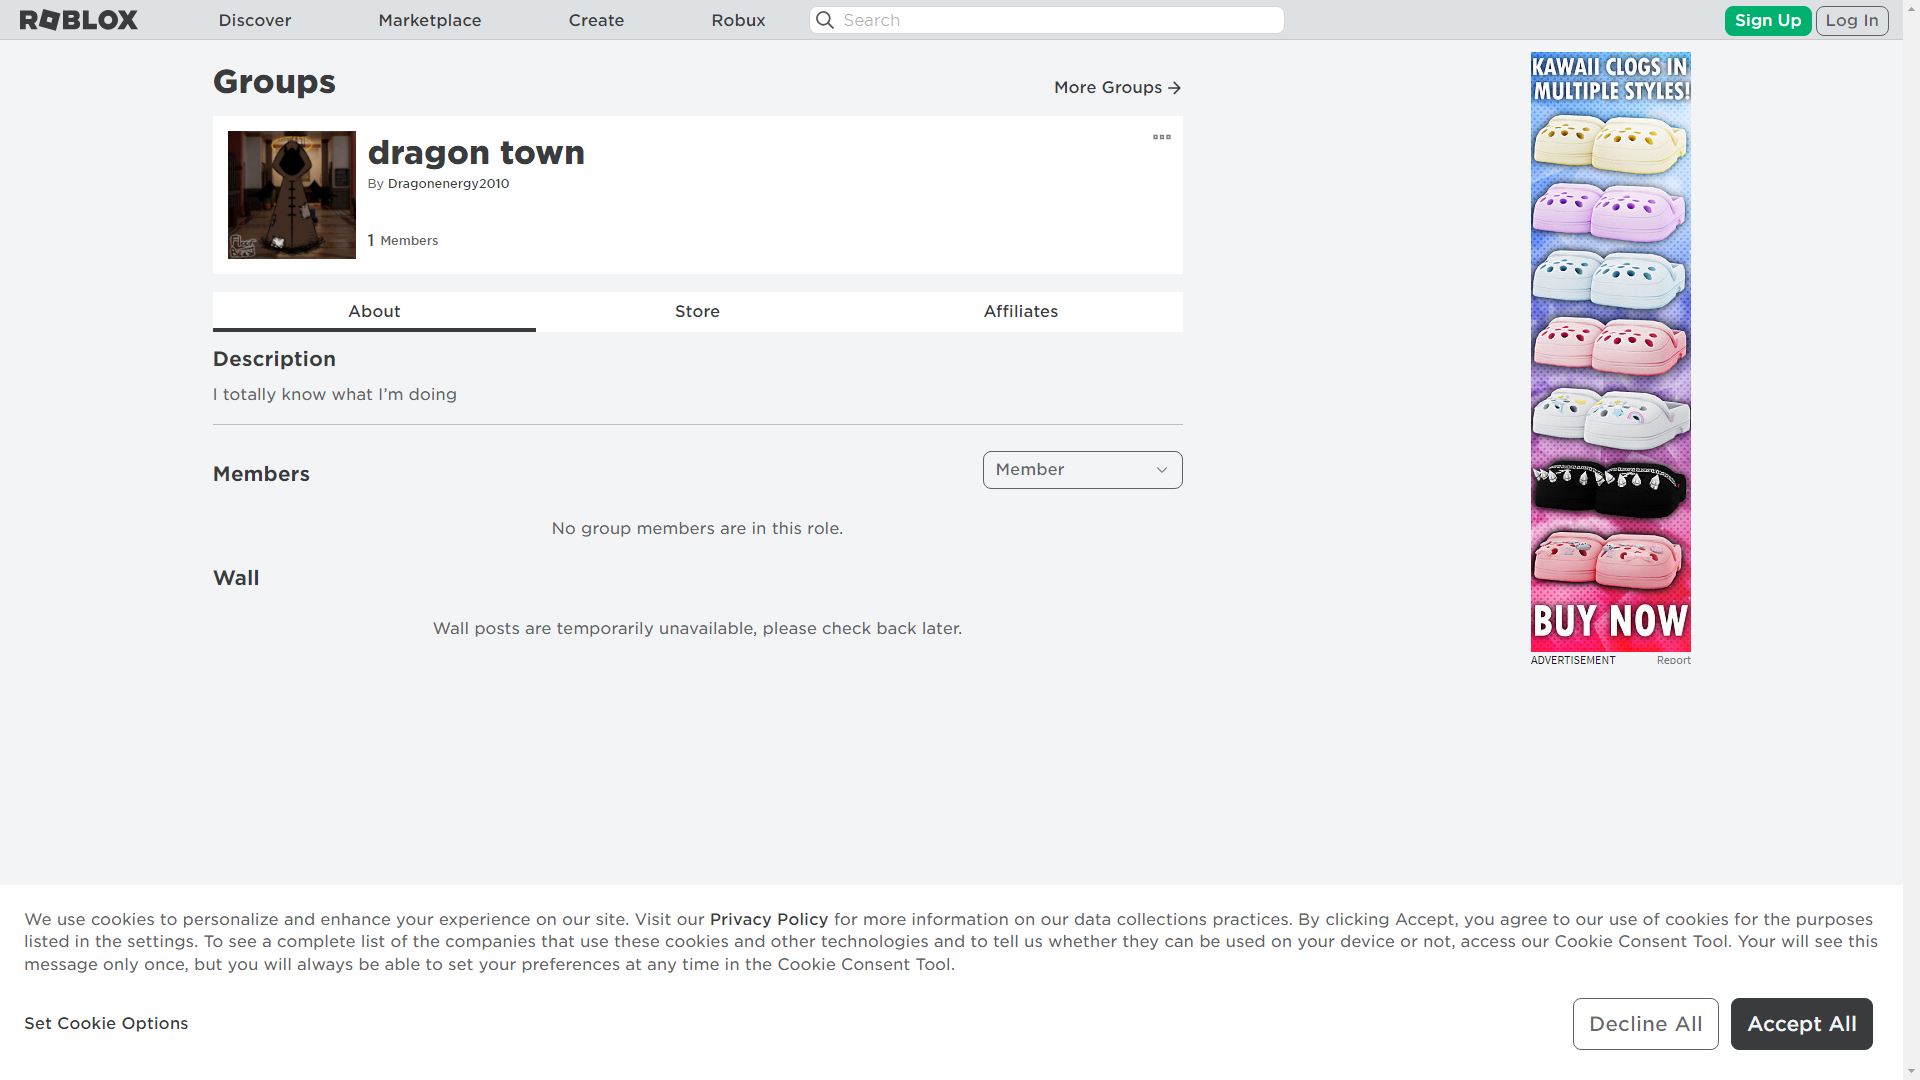 ROBLOX
Discover
Marketplace
Create
Robux
Search
Sign Up
Log In
Groups
More Groups
dragon town
By Dragonenergy2010
1 Members
About
Store
Affiliates
Description
I totally know what I’m doing
Members
Member
No group members are in this role.
Wall
Wall posts are temporarily unavailable, please check back later.
KAWAII CLOGS IN
MULTIPLE STYLES!
BUY NOW
ADVERTISEMENT
Report
We use cookies to personalize and enhance your experience on our site. Visit our Privacy Policy for more information on our data collections practices. By clicking Accept, you agree to our use of cookies for the purposes
listed in the settings. To see a complete list of the companies that use these cookies and other technologies and to tell us whether they can be used on your device or not, access our Cookie Consent Tool. Your will see this
message only once, but you will always be able to set your preferences at any time in the Cookie Consent Tool.
Set Cookie Options
Decline All
Accept All